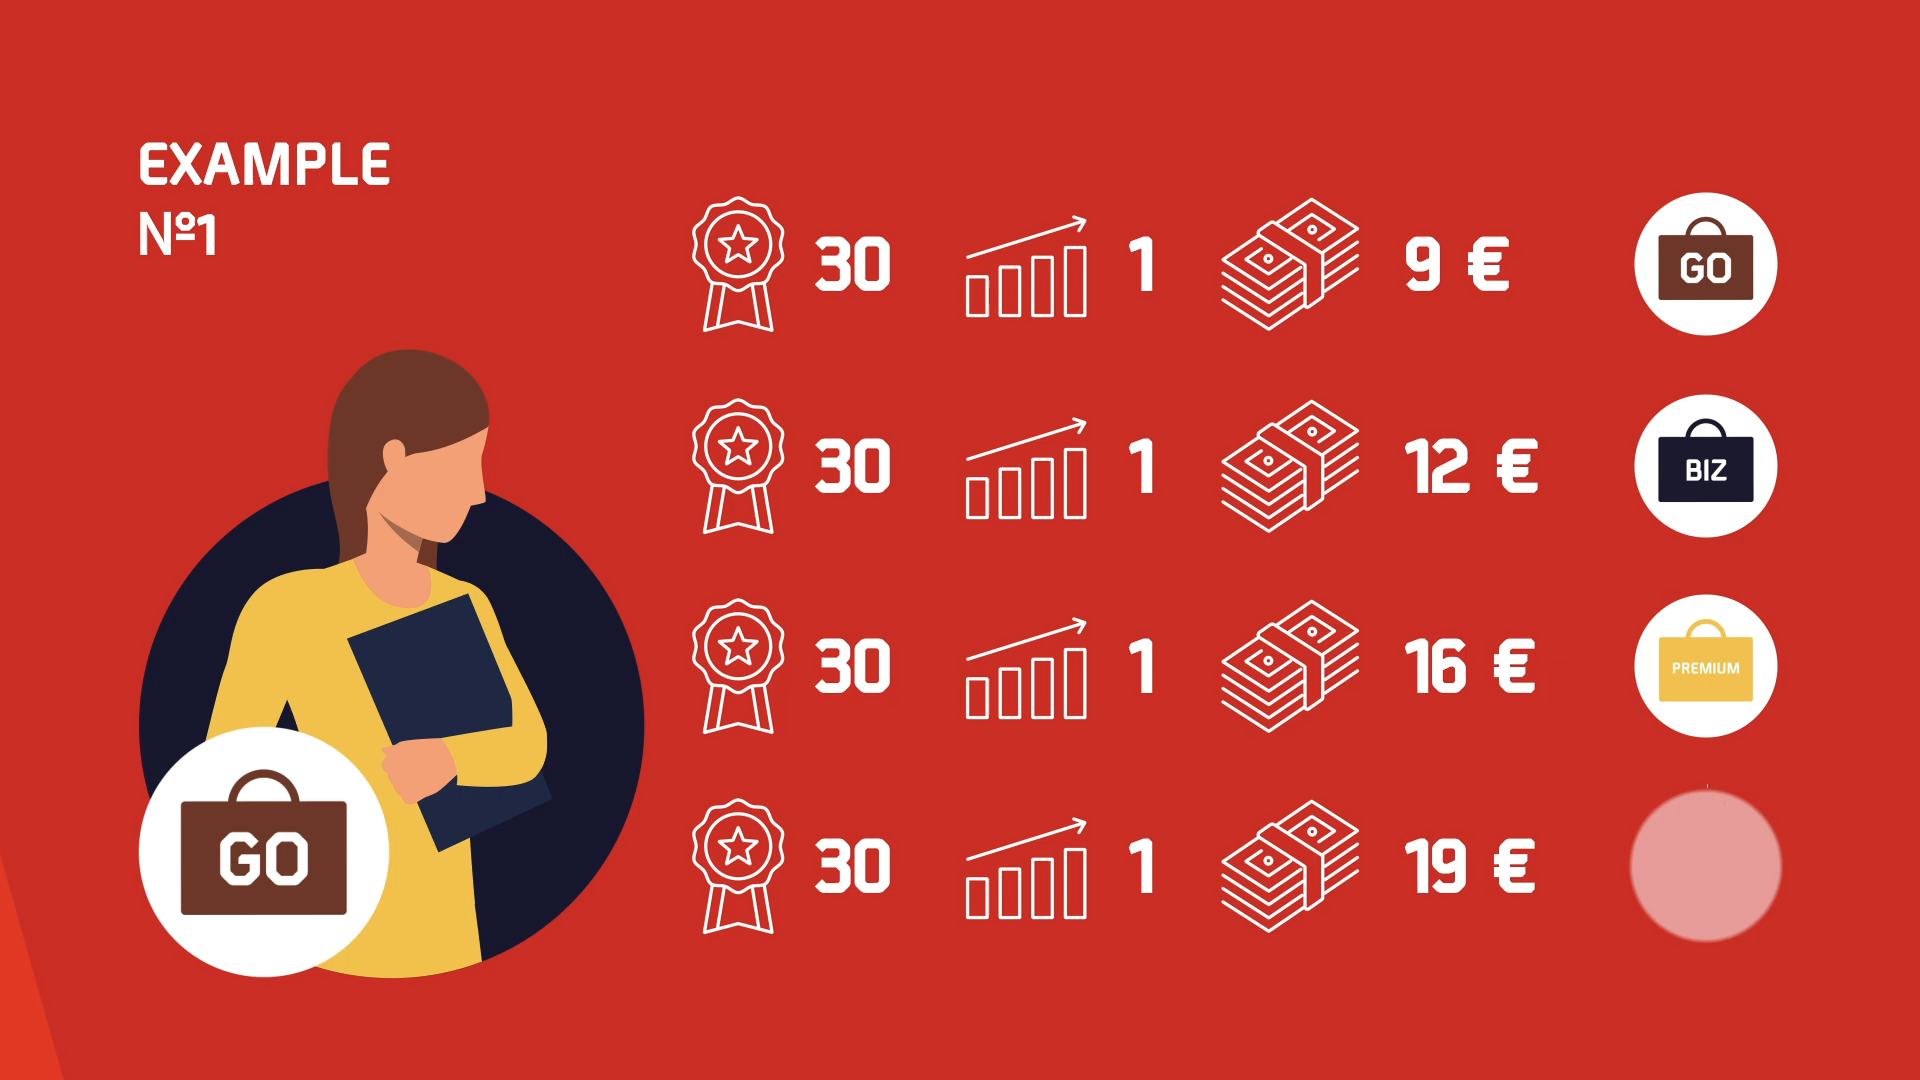 EXAMPLE
Nº1
30 1 9 € GO
30 1 12 € BIZ
30 1 16 € PREMIUM
30 1 19 €
GO